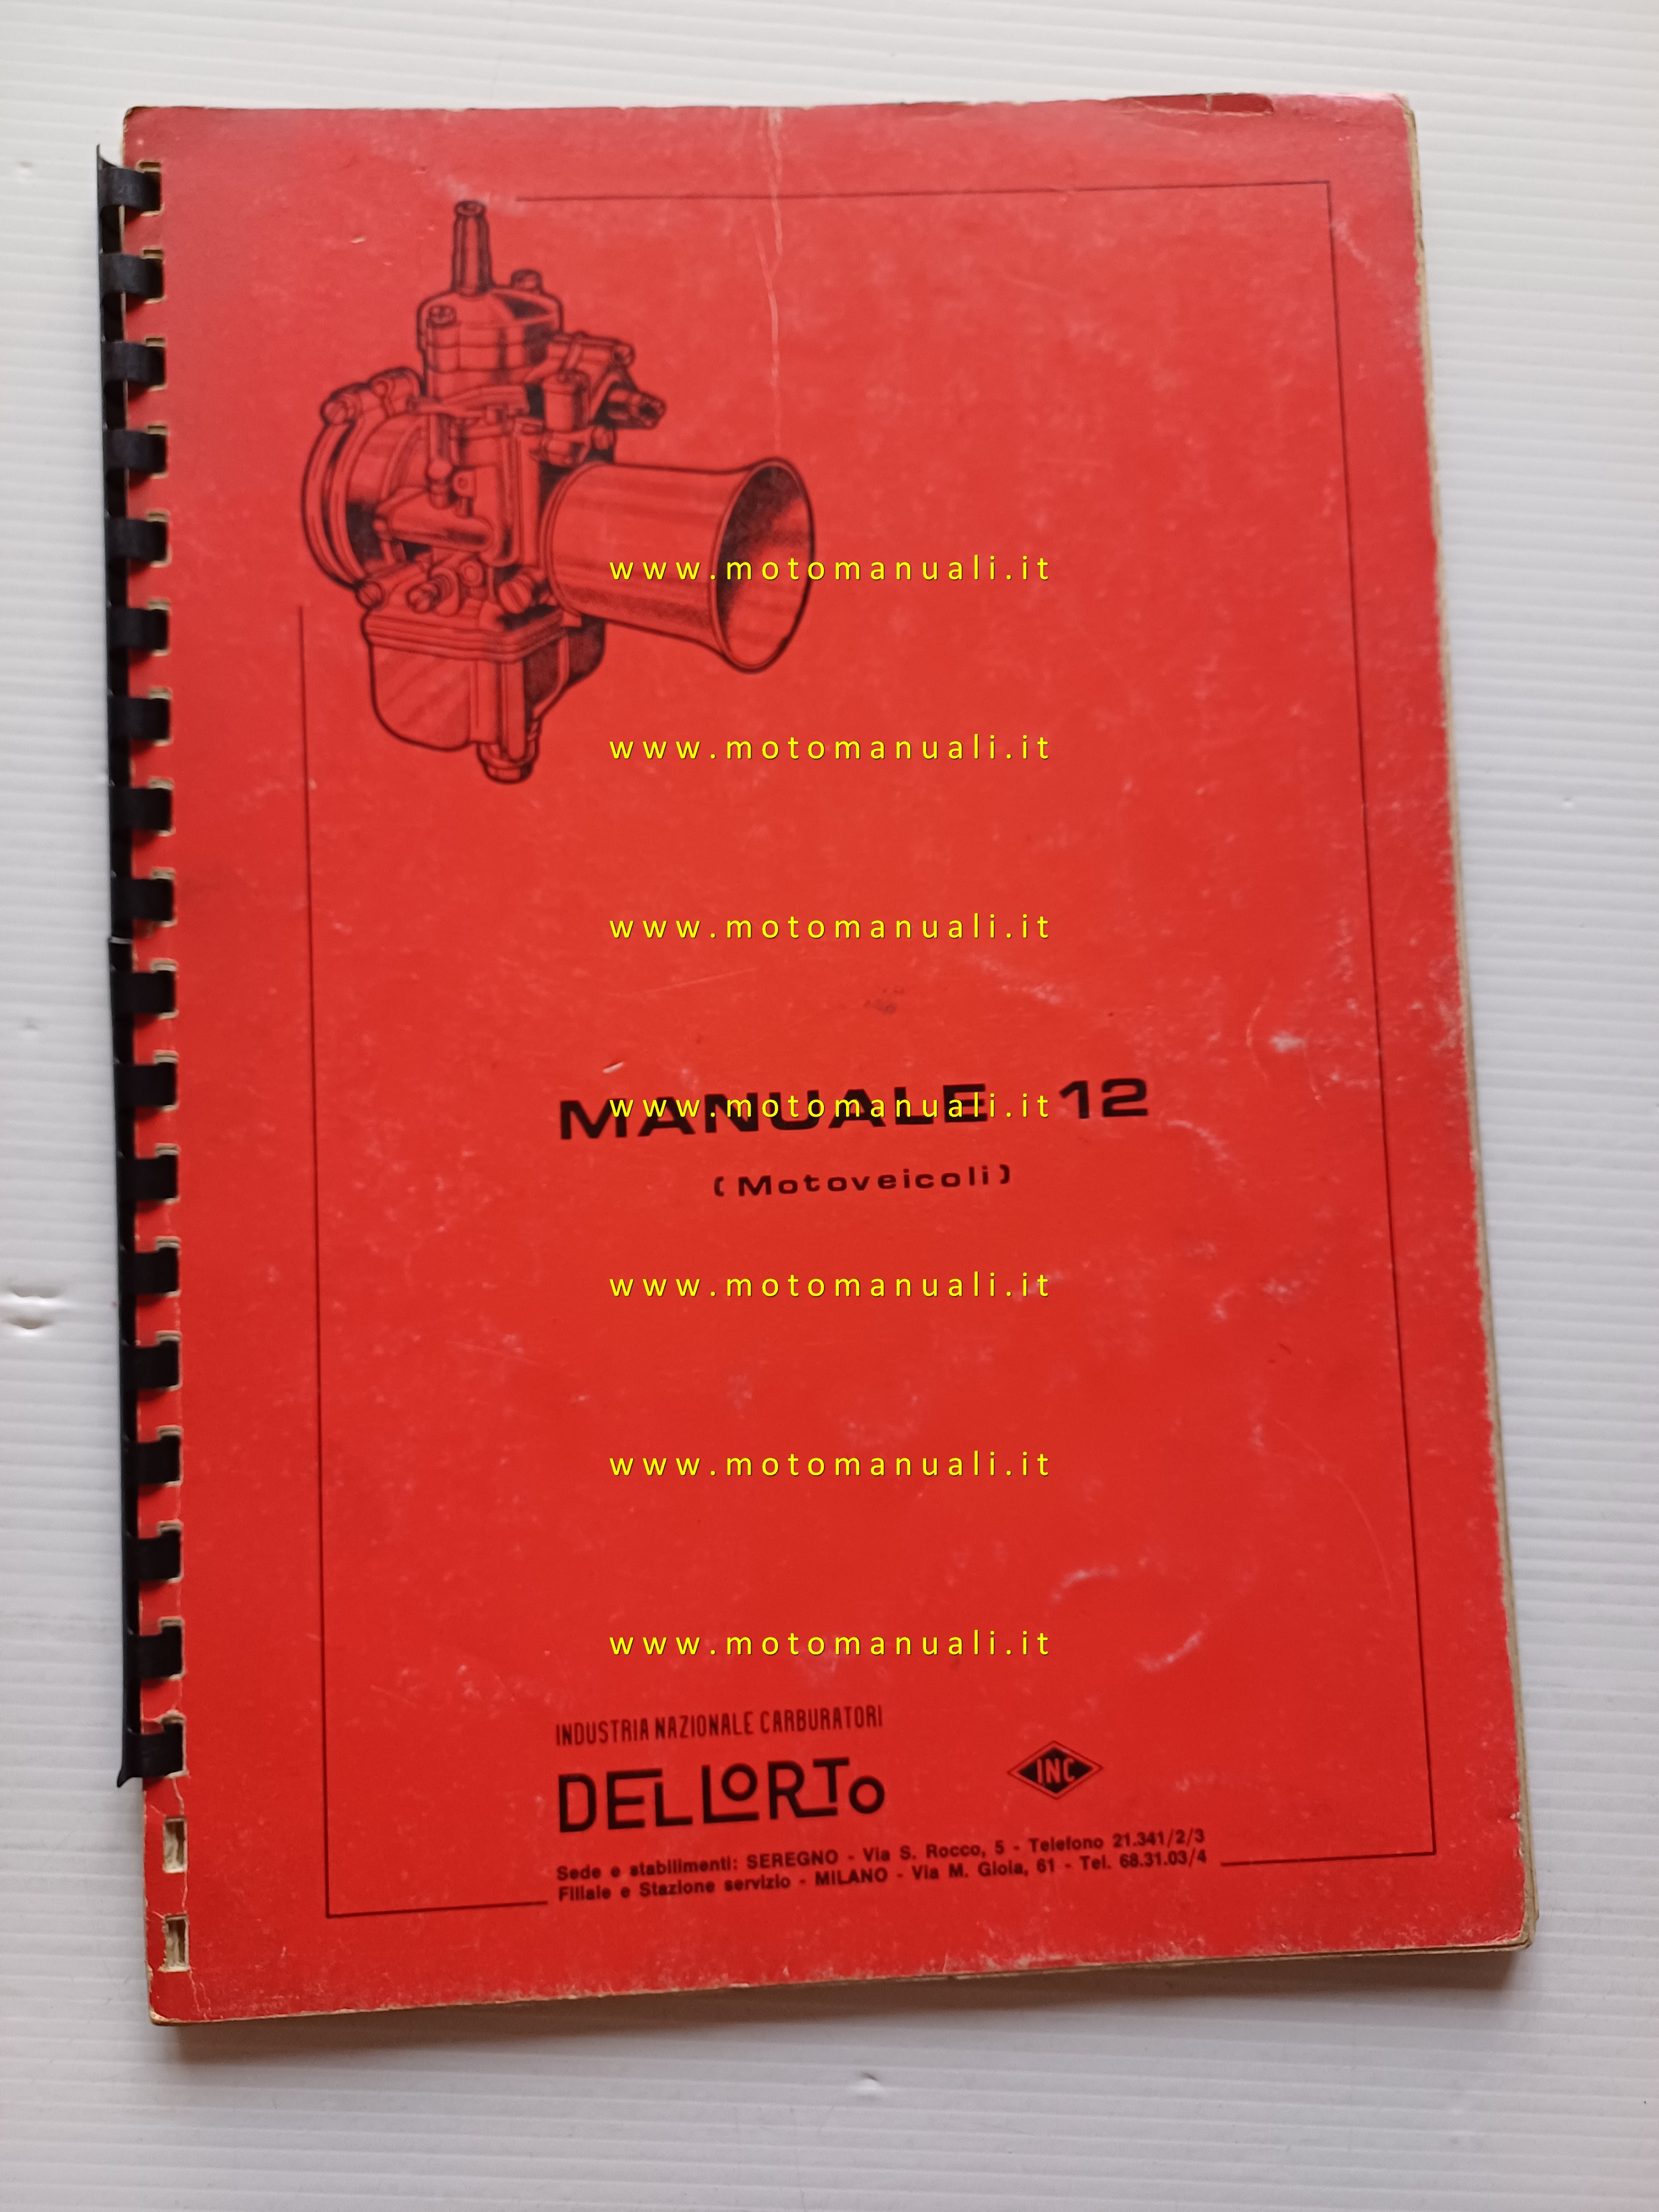 www.motomanuali.it
www.motomanuali.it
www.motomanuali.it
MANUALE 12
www.motomanuali.it
(Motoveicoli)
www.motomanuali.it
www.motomanuali.it
www.motomanuali.it
INDUSTRIA NAZIONALE CARBURATORI
DELLORTO
INC
Sede e stabilimenti: SEREGNO - Via S. Rocco, 5 - Telefono 21.341/2/3
Filiale e Stazione servizio - MILANO - Via M. Gioia, 61 - Tel. 68.31.03/4